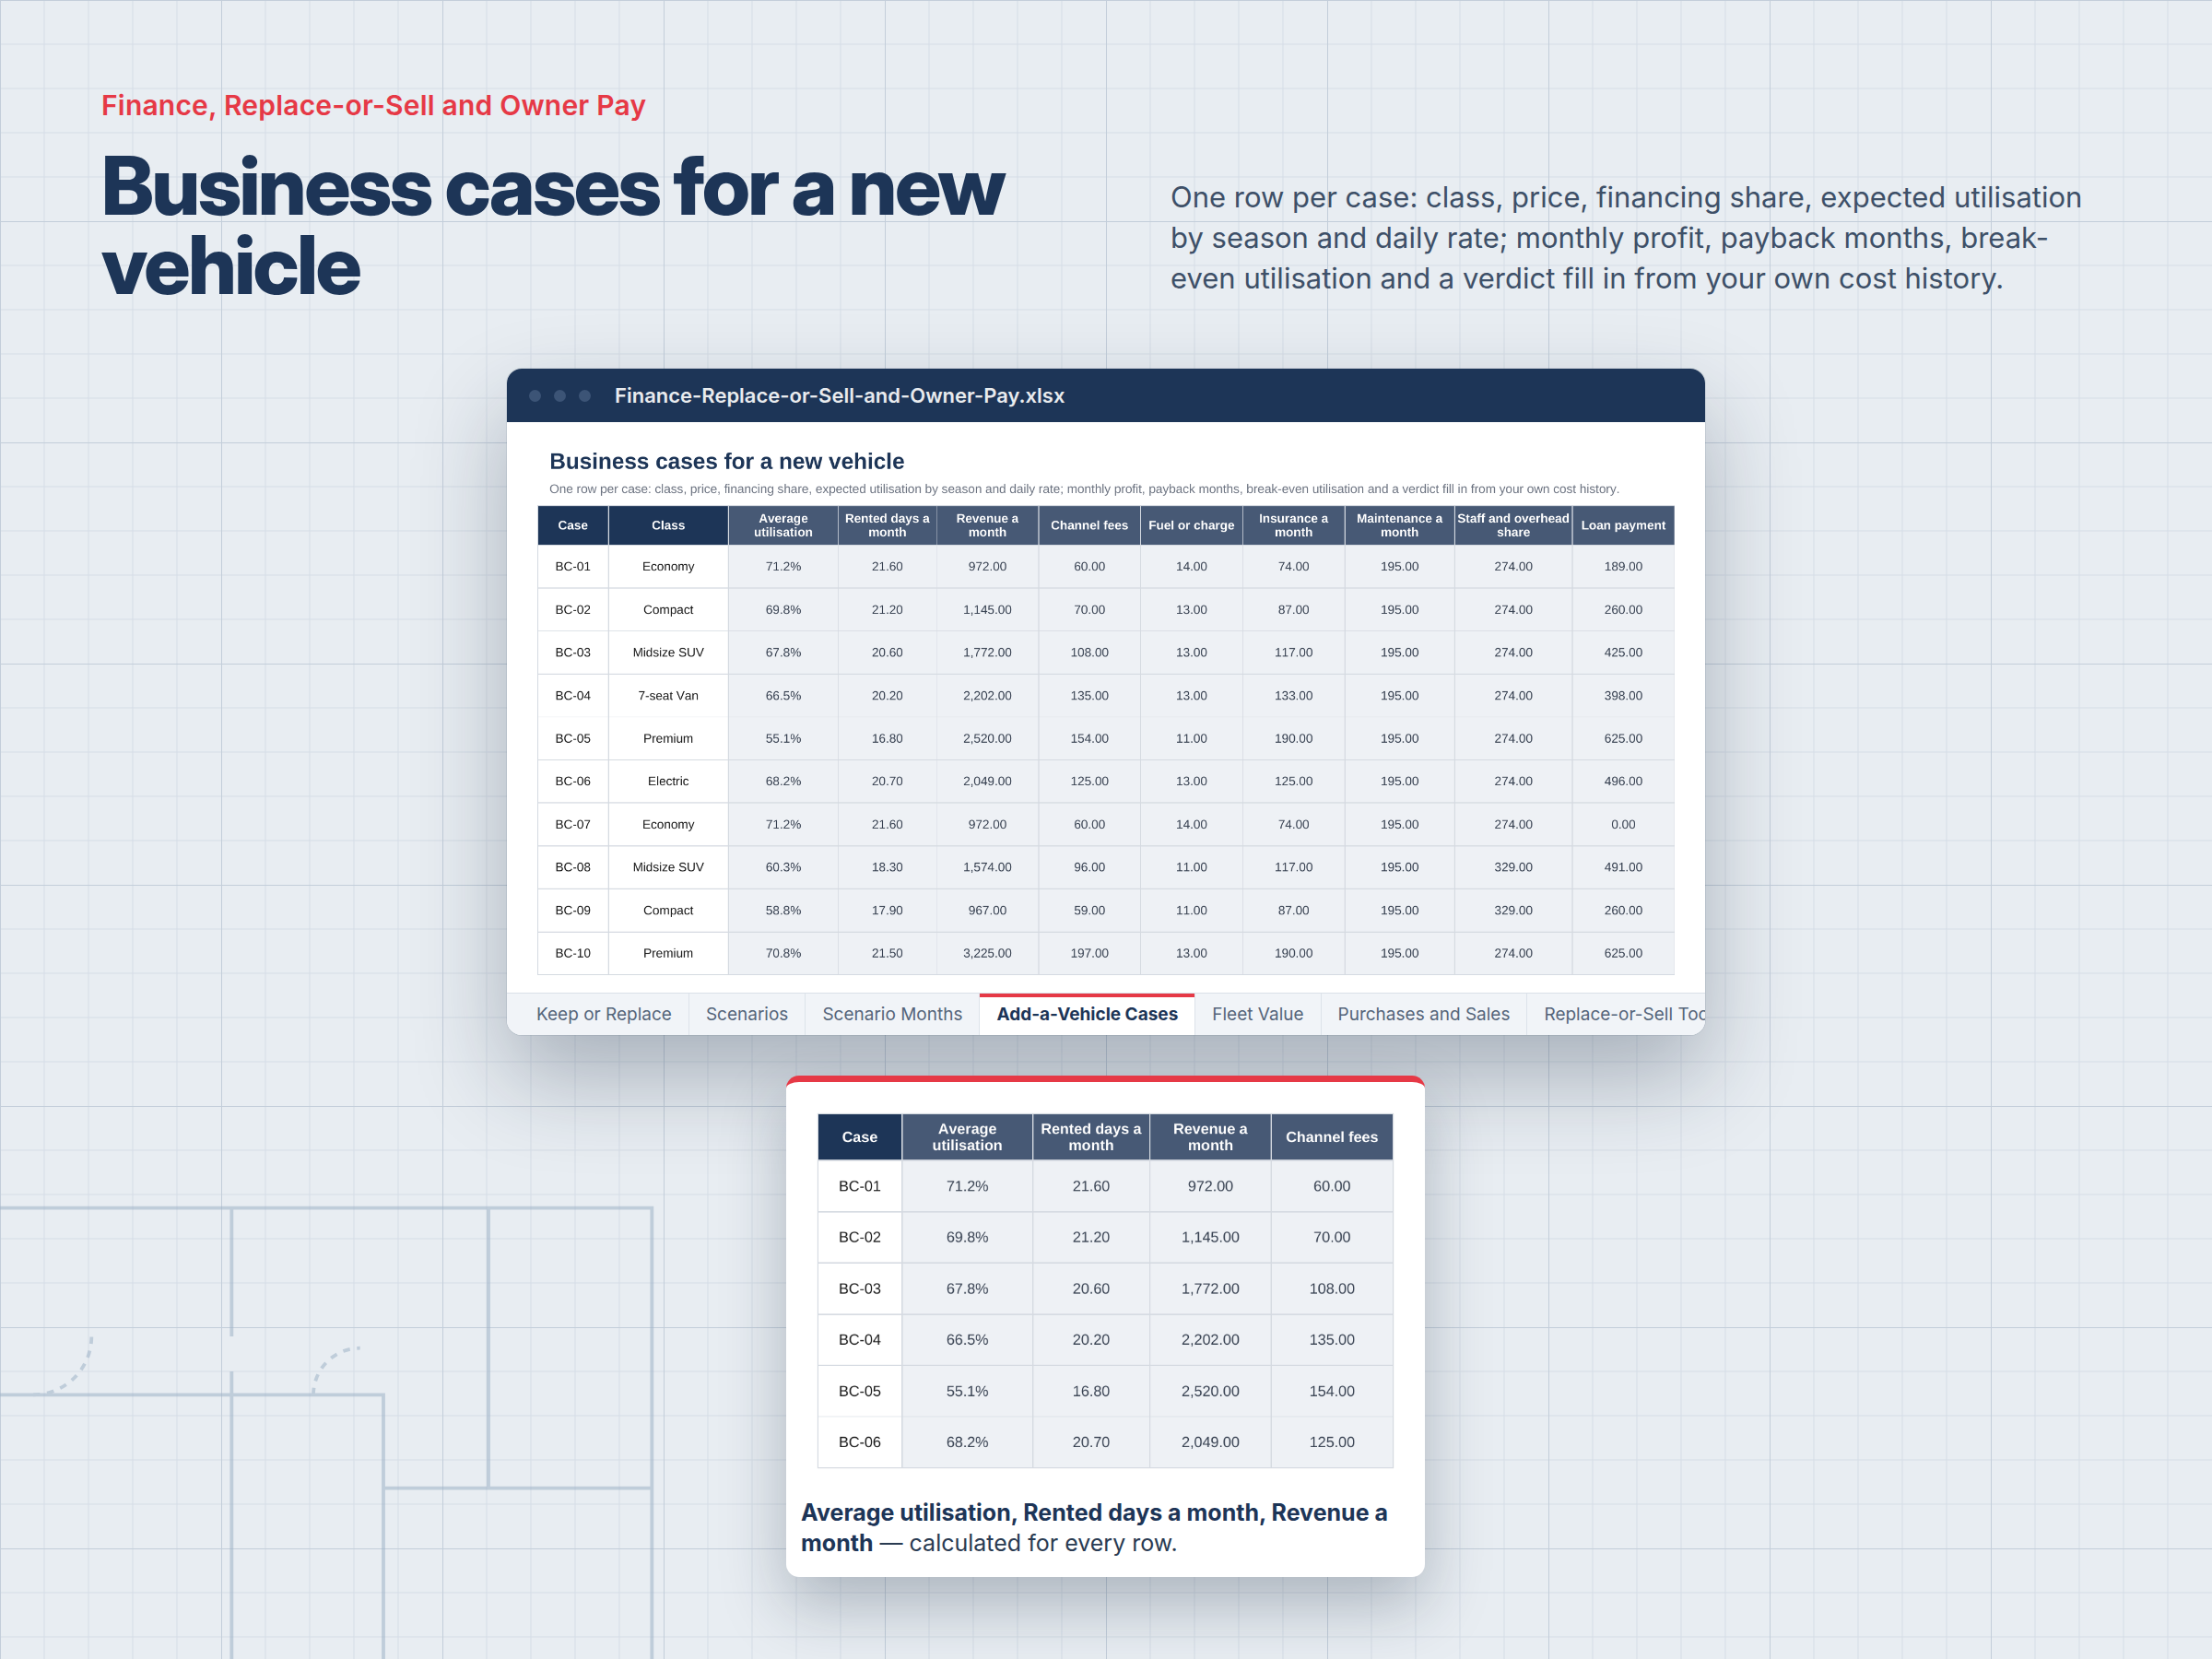 Finance, Replace-or-Sell and Owner Pay
Business cases for a new
vehicle
One row per case: class, price, financing share, expected utilisation
by season and daily rate; monthly profit, payback months, break-
even utilisation and a verdict fill in from your own cost history.
Finance-Replace-or-Sell-and-Owner-Pay.xlsx
Business cases for a new vehicle
One row per case: class, price, financing share, expected utilisation by season and daily rate; monthly profit, payback months, break-even utilisation and a verdict fill in from your own cost history.
Case Class Average utilisation Rented days a month Revenue a month Channel fees Fuel or charge Insurance a month Maintenance a month Staff and overhead share Loan payment
BC-01 Economy 71.2% 21.60 972.00 60.00 14.00 74.00 195.00 274.00 189.00
BC-02 Compact 69.8% 21.20 1,145.00 70.00 13.00 87.00 195.00 274.00 260.00
BC-03 Midsize SUV 67.8% 20.60 1,772.00 108.00 13.00 117.00 195.00 274.00 425.00
BC-04 7-seat Van 66.5% 20.20 2,202.00 135.00 13.00 133.00 195.00 274.00 398.00
BC-05 Premium 55.1% 16.80 2,520.00 154.00 11.00 190.00 195.00 274.00 625.00
BC-06 Electric 68.2% 20.70 2,049.00 125.00 13.00 125.00 195.00 274.00 496.00
BC-07 Economy 71.2% 21.60 972.00 60.00 14.00 74.00 195.00 274.00 0.00
BC-08 Midsize SUV 60.3% 18.30 1,574.00 96.00 11.00 117.00 195.00 329.00 491.00
BC-09 Compact 58.8% 17.90 967.00 59.00 11.00 87.00 195.00 329.00 260.00
BC-10 Premium 70.8% 21.50 3,225.00 197.00 13.00 190.00 195.00 274.00 625.00
Keep or Replace Scenarios Scenario Months Add-a-Vehicle Cases Fleet Value Purchases and Sales Replace-or-Sell
Case Average utilisation Rented days a month Revenue a month Channel fees
BC-01 71.2% 21.60 972.00 60.00
BC-02 69.8% 21.20 1,145.00 70.00
BC-03 67.8% 20.60 1,772.00 108.00
BC-04 66.5% 20.20 2,202.00 135.00
BC-05 55.1% 16.80 2,520.00 154.00
BC-06 68.2% 20.70 2,049.00 125.00
Average utilisation, Rented days a month, Revenue a
month — calculated for every row.